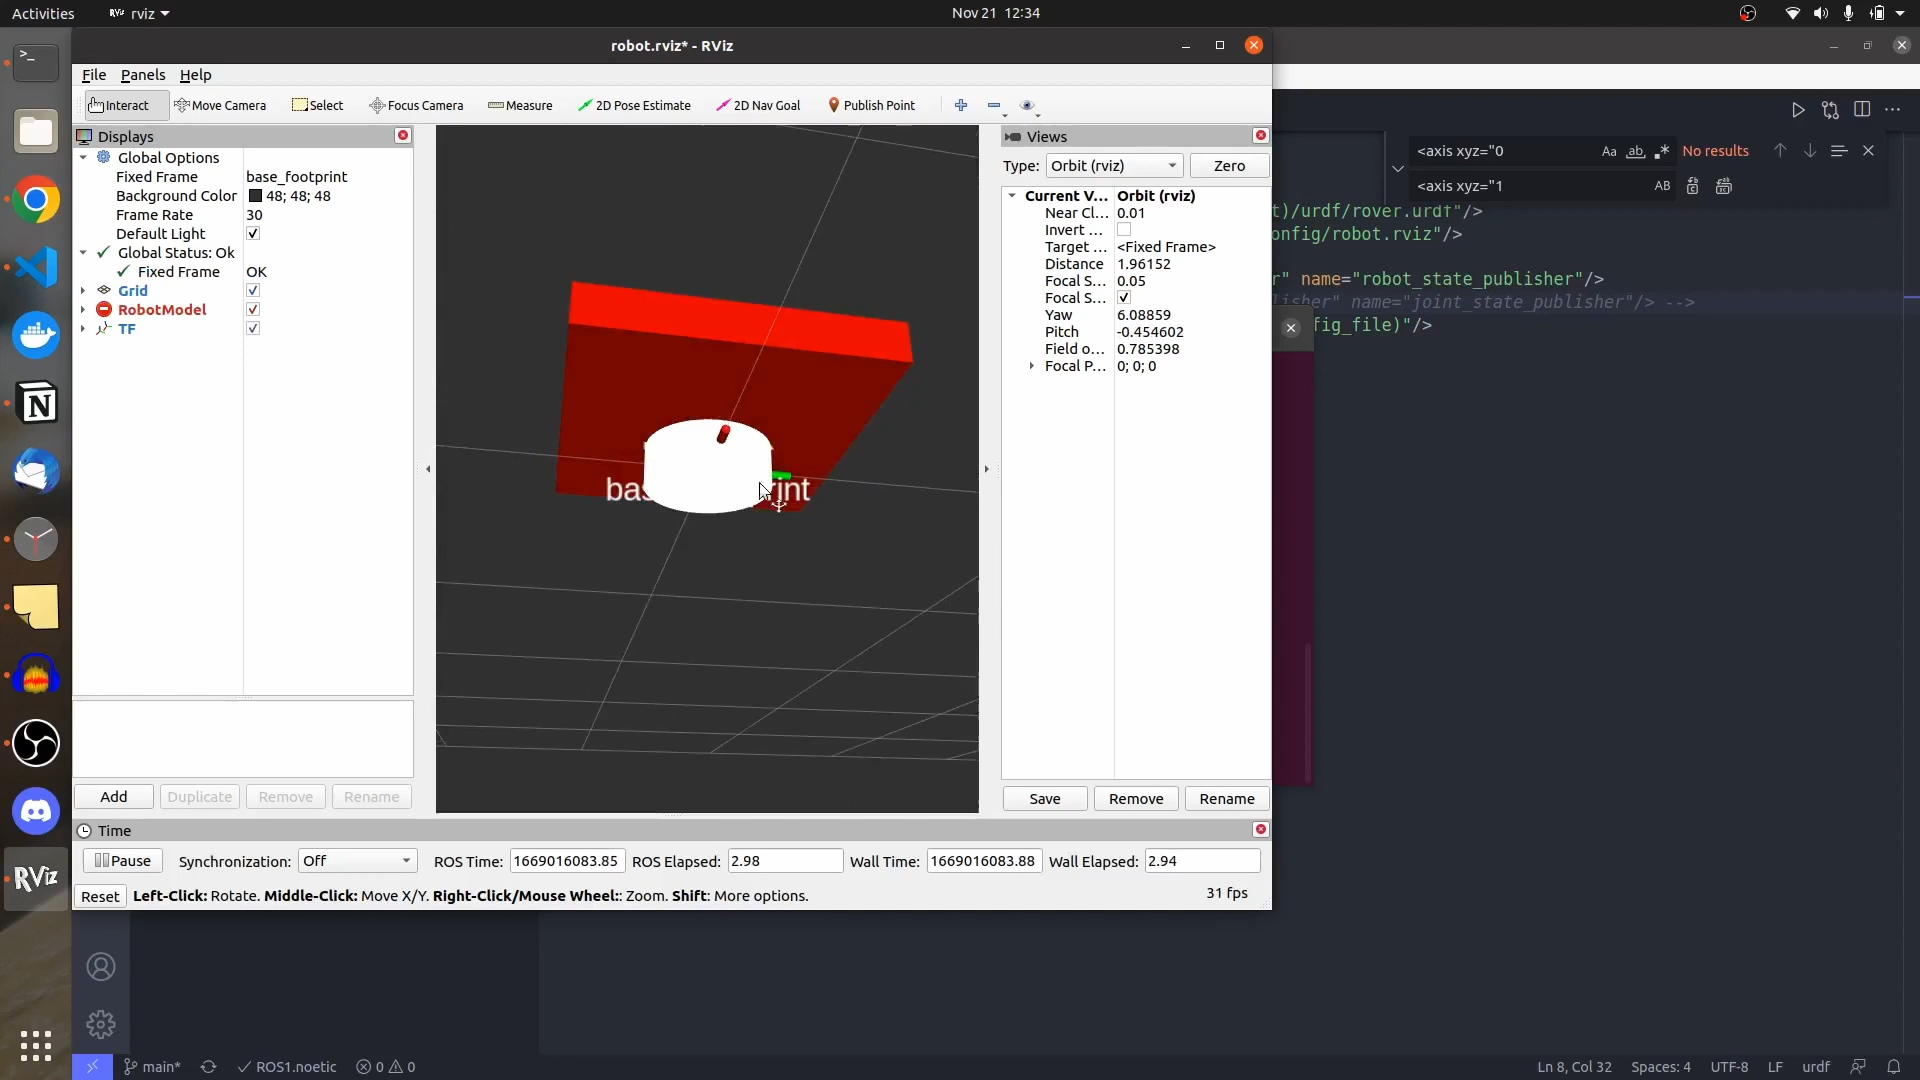 Activities
RViz rviz
Nov 21 12:34
robot.rviz* - RViz
File Panels Help
Interact Move Camera Select Focus Camera Measure 2D Pose Estimate 2D Nav Goal Publish Point
Displays
Global Options
Fixed Frame base_footprint
Background Color 48; 48; 48
Frame Rate 30
Default Light
Global Status: Ok
Fixed Frame OK
Grid
RobotModel
TF
Add Duplicate Remove Rename
Views
Type: Orbit (rviz) Zero
Current V... Orbit (rviz)
Near Cl... 0.01
Invert ...
Target ... <Fixed Frame>
Distance 1.96152
Focal S... 0.05
Focal S...
Yaw 6.08859
Pitch -0.454602
Field o... 0.785398
Focal P... 0; 0; 0
Save Remove Rename
Time
Pause Synchronization: Off ROS Time: 1669016083.85 ROS Elapsed: 2.98 Wall Time: 1669016083.88 Wall Elapsed: 2.94
Reset Left-Click: Rotate. Middle-Click: Move X/Y. Right-Click/Mouse Wheel:: Zoom. Shift: More options. 31 fps
<axis xyz="0 Aa ab No results
<axis xyz="1 AB
t)/urdf/rover.urdf"/>
onfig/robot.rviz"/>
r" name="robot_state_publisher"/>
lisher" name="joint_state_publisher"/> -->
fig_file)"/>
RViz
main* ROS1.noetic 0 0 Ln 8, Col 32 Spaces: 4 UTF-8 LF urdf